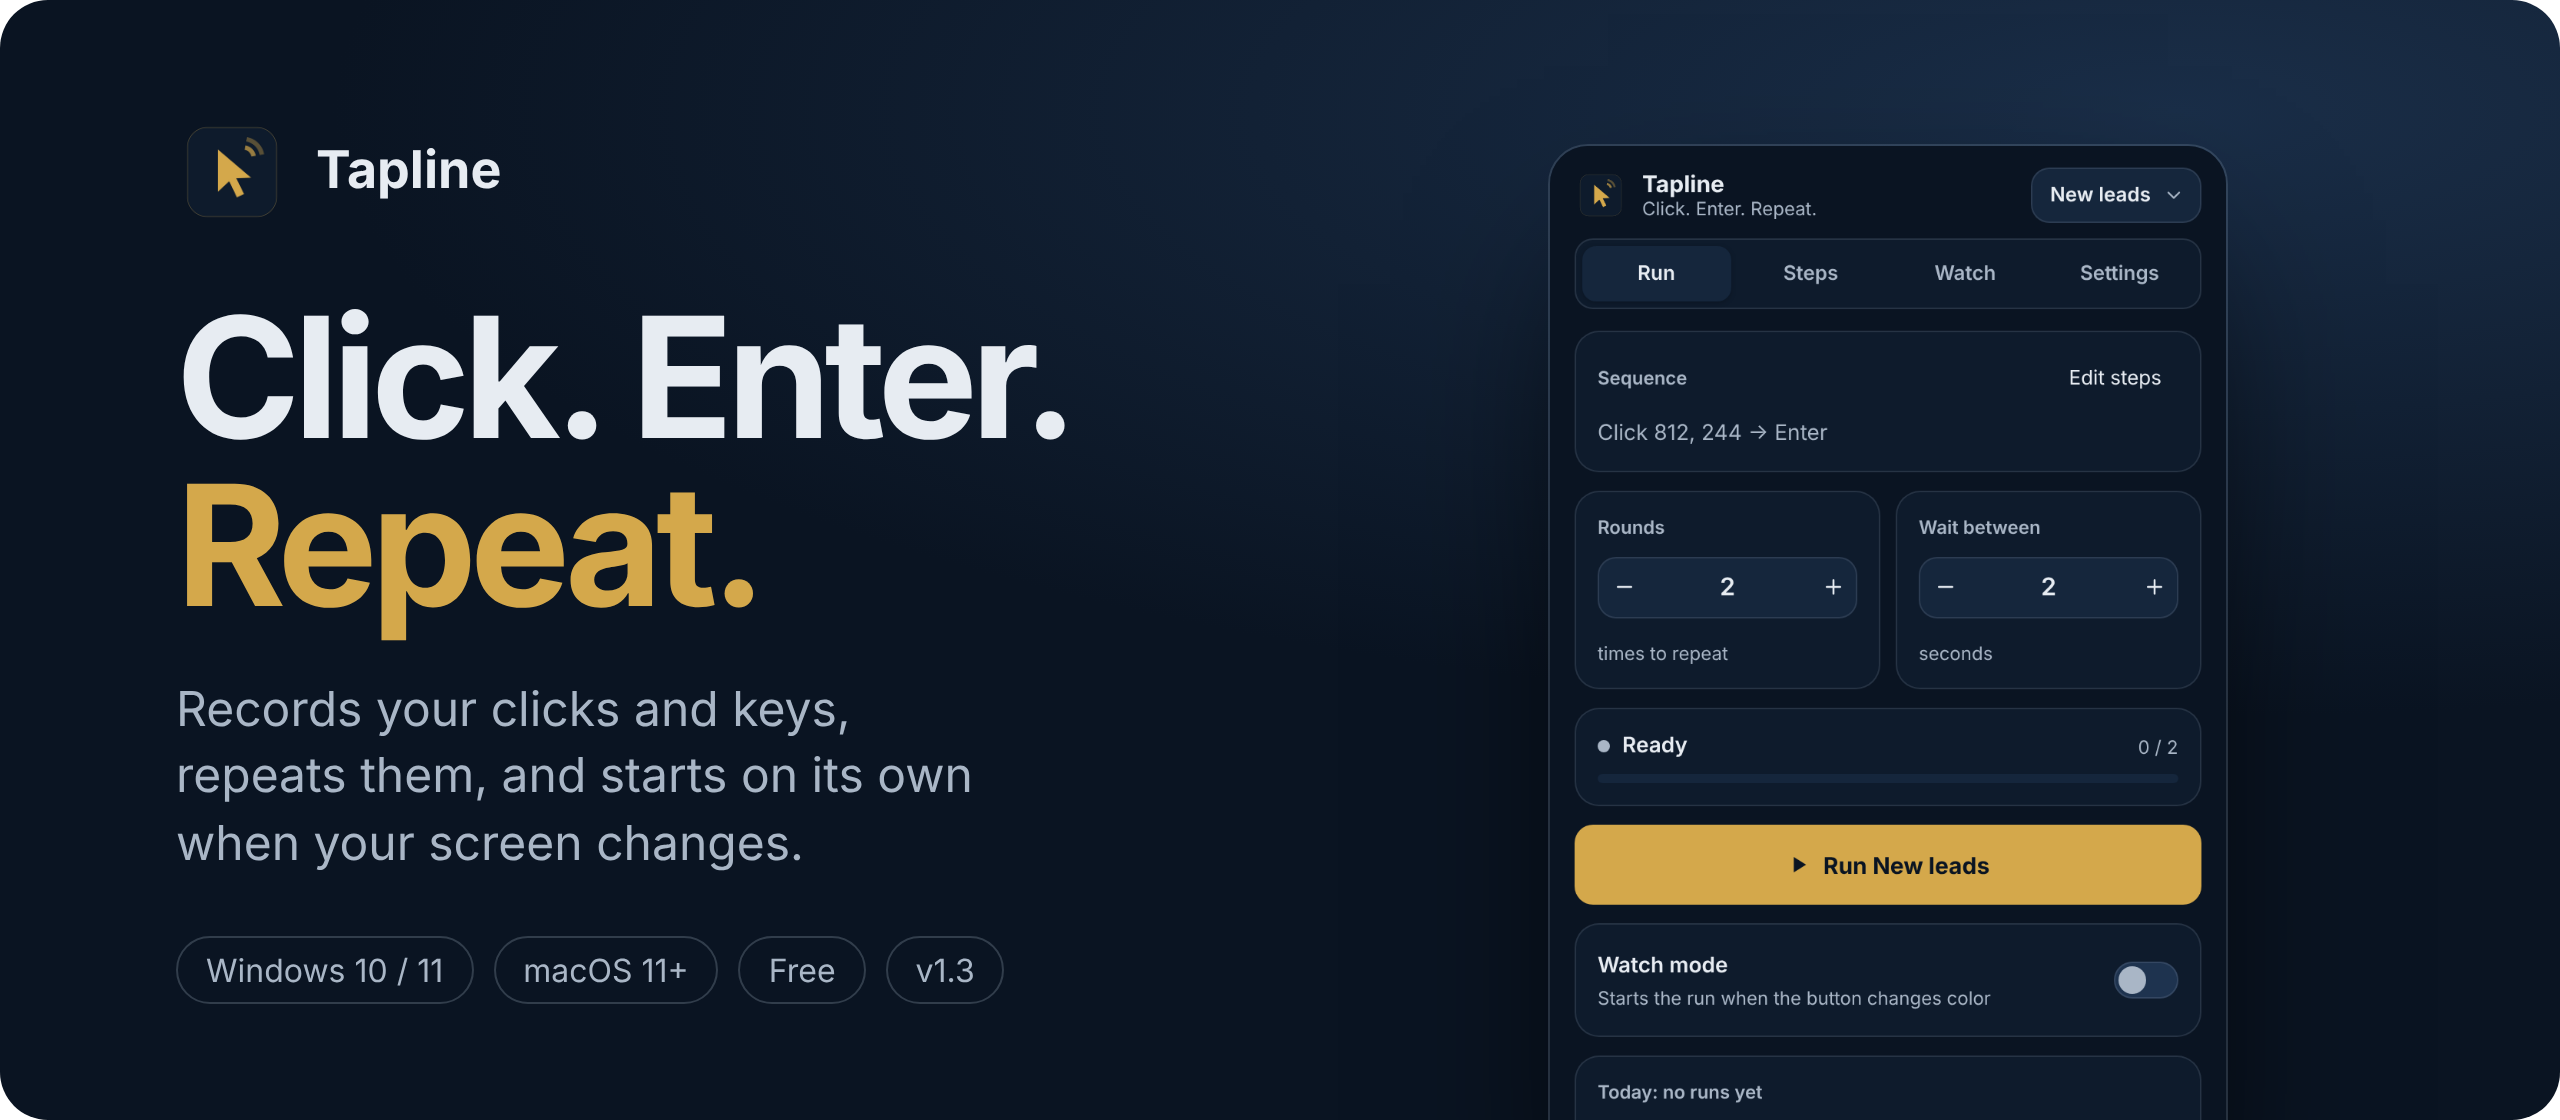 Tapline
Click. Enter.
Repeat.
Records your clicks and keys,
repeats them, and starts on its own
when your screen changes.
Windows 10 / 11
macOS 11+
Free
v1.3
Tapline
Click. Enter. Repeat.
New leads
Run
Steps
Watch
Settings
Sequence
Edit steps
Click 812, 244 → Enter
Rounds
− 2 +
times to repeat
Wait between
− 2 +
seconds
Ready
0 / 2
Run New leads
Watch mode
Starts the run when the button changes color
Today: no runs yet